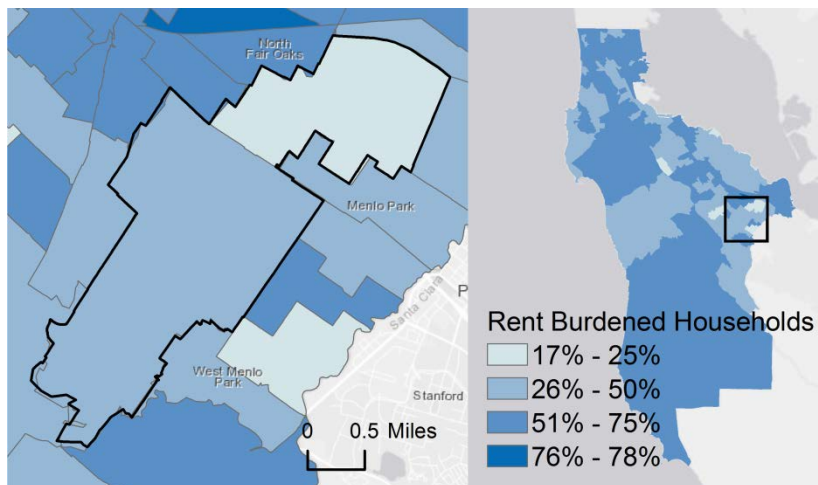 North
Fair Oaks
Menlo Park
Santa Clara
P
West Menlo
Park
Stanford
0 0.5 Miles
Rent Burdened Households
17% - 25%
26% - 50%
51% - 75%
76% - 78%